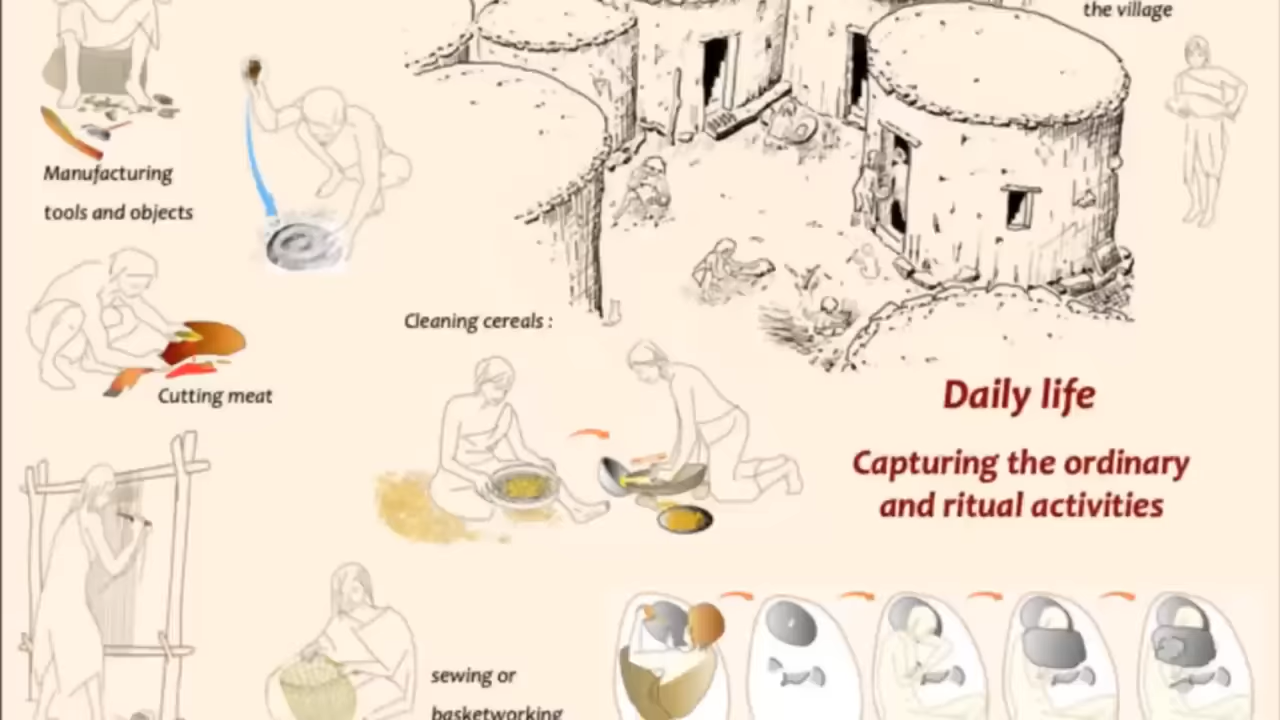 the village
Manufacturing
tools and objects
Cleaning cereals :
Cutting meat
Daily life
Capturing the ordinary
and ritual activities
sewing or
basketworking